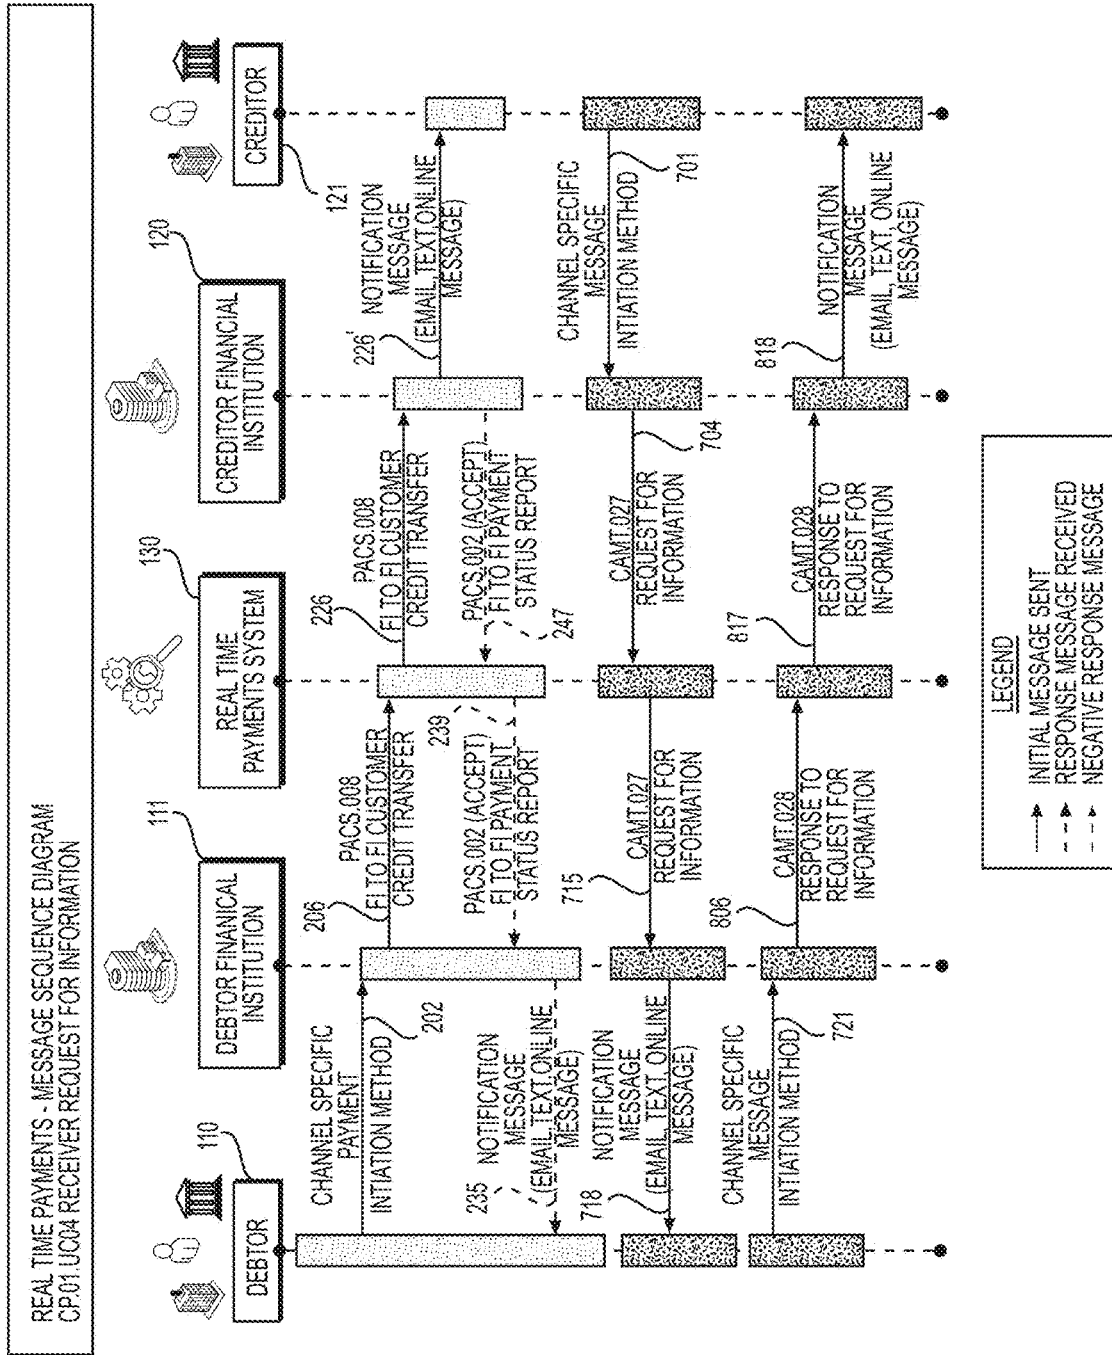 REAL TIME PAYMENTS - MESSAGE SEQUENCE DIAGRAM
CP.01 UC04 RECEIVER REQUEST FOR INFORMATION
110
DEBTOR
111
DEBTOR FINANICAL
INSTITUTION
130
REAL TIME
PAYMENTS SYSTEM
120
CREDITOR FINANCIAL
INSTITUTION
121
CREDITOR
CHANNEL SPECIFIC
PAYMENT
INTIATION METHOD
202
206
PACS.008
FI TO FI CUSTOMER
CREDIT TRANSFER
226
PACS.008
FI TO FI CUSTOMER
CREDIT TRANSFER
226'
NOTIFICATION
MESSAGE
(EMAIL,TEXT,ONLINE
MESSAGE)
PACS.002 (ACCEPT)
FI TO FI PAYMENT
STATUS REPORT
247
239
PACS.002 (ACCEPT)
FI TO FI PAYMENT
STATUS REPORT
235
NOTIFICATION
MESSAGE
(EMAIL,TEXT,ONLINE
MESSAGE)
CHANNEL SPECIFIC
MESSAGE
INTIATION METHOD
701
CAMT.027
REQUEST FOR
INFORMATION
704
715
CAMT.027
REQUEST FOR
INFORMATION
718
NOTIFICATION
MESSAGE
(EMAIL, TEXT, ONLINE
MESSAGE)
CHANNEL SPECIFIC
MESSAGE
INTIATION METHOD
721
806
CAMT.028
RESPONSE TO
REQUEST FOR
INFORMATION
817
CAMT.028
RESPONSE TO
REQUEST FOR
INFORMATION
818
NOTIFICATION
MESSAGE
(EMAIL, TEXT, ONLINE
MESSAGE)
LEGEND
INITIAL MESSAGE SENT
RESPONSE MESSAGE RECEIVED
NEGATIVE RESPONSE MESSAGE